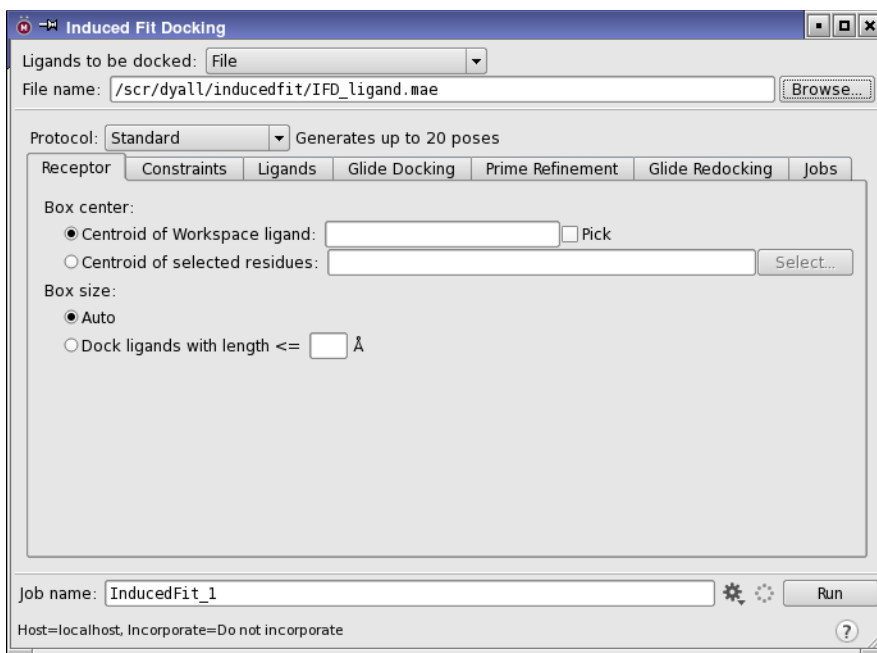 Induced Fit Docking
Ligands to be docked: File
File name: /scr/dyall/inducedfit/IFD_ligand.mae Browse...
Protocol: Standard Generates up to 20 poses
Receptor Constraints Ligands Glide Docking Prime Refinement Glide Redocking Jobs
Box center:
Centroid of Workspace ligand: Pick
Centroid of selected residues: Select...
Box size:
Auto
Dock ligands with length <= Å
Job name: InducedFit_1 Run
Host=localhost, Incorporate=Do not incorporate ?